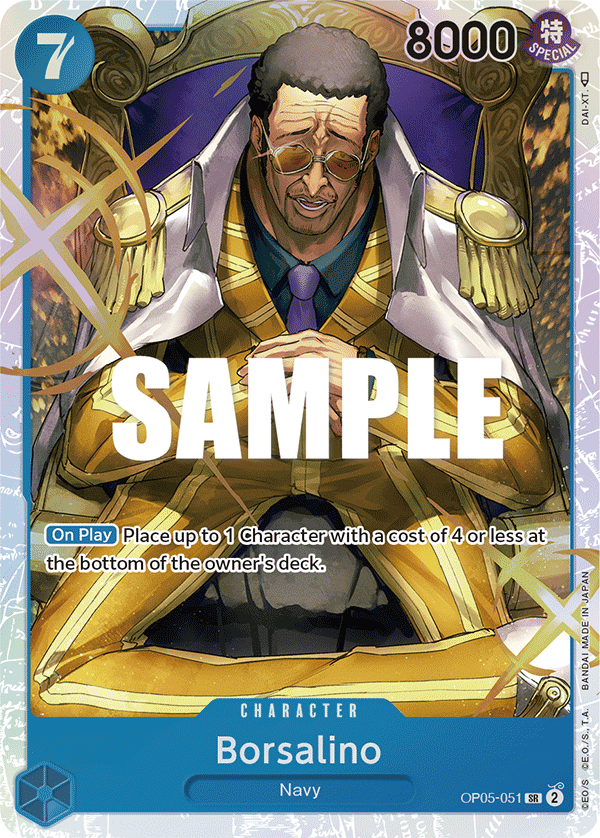 BLOCKER
7
8000
特
SPECIAL
DAI-XT.
SAMPLE
On Play Place up to 1 Character with a cost of 4 or less at
the bottom of the owner's deck.
©EO/S ©E.O./S., T.A. BANDAI MADE IN JAPAN
CHARACTER
Borsalino
Navy
OP05-051 SR 2